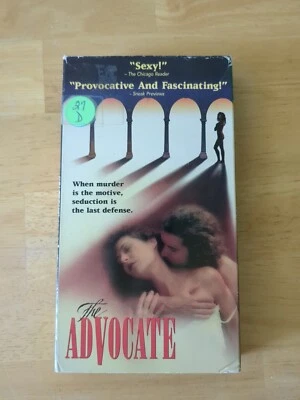 "Sexy!"
- The Chicago Reader
"Provocative And Fascinating!"
- Sneak Previews
27
D
When murder
is the motive,
seduction is
the last defense.
The
ADVOCATE